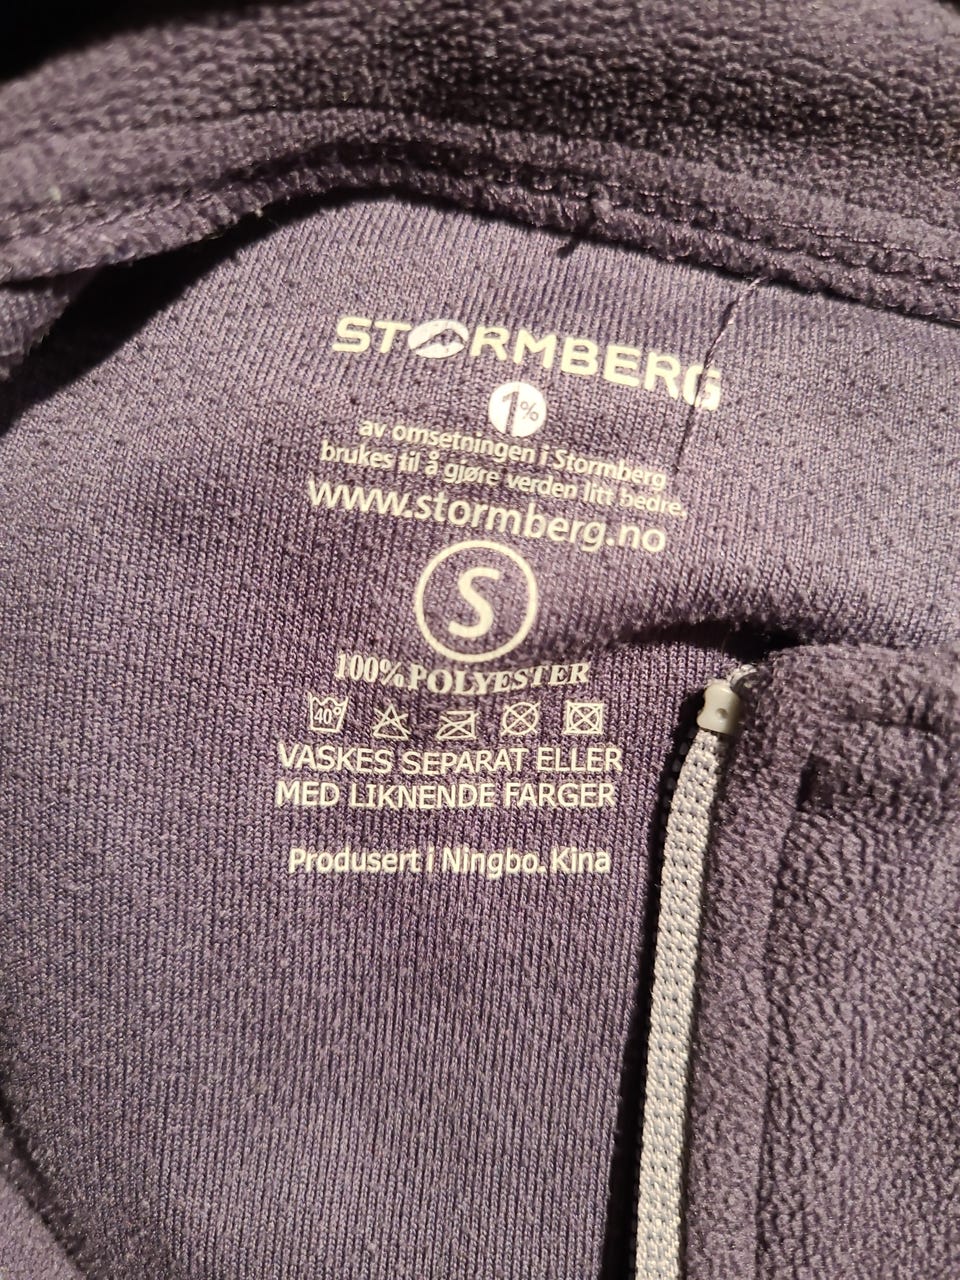 STORMBERG
1%
av omsetningen i Stormberg
brukes til å gjøre verden litt bedre.
www.stormberg.no
S
100% POLYESTER
40°
VASKES SEPARAT ELLER
MED LIKNENDE FARGER
Produsert i Ningbo. Kina